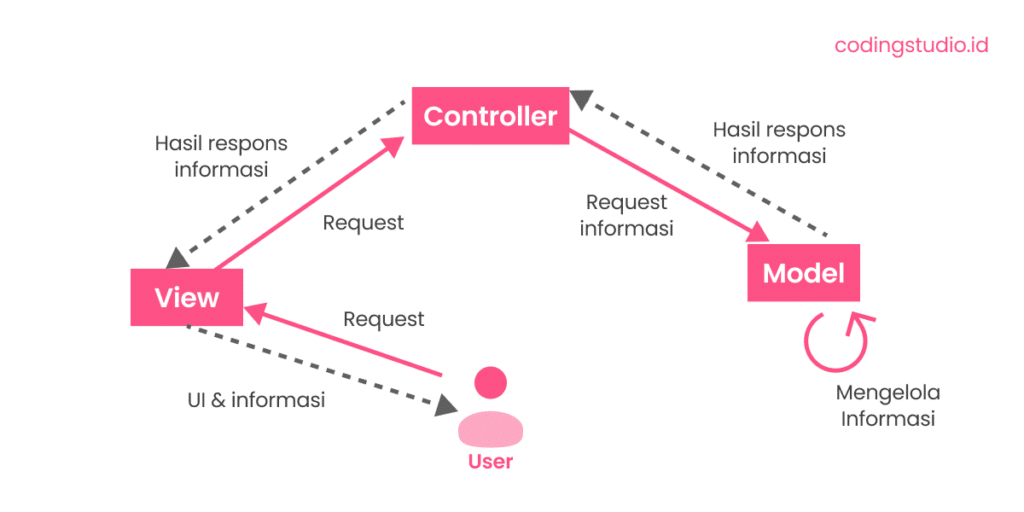 codingstudio.id
Controller
Hasil respons
informasi
Hasil respons
informasi
Request
Request
informasi
View
Model
Request
UI & informasi
Mengelola
Informasi
User